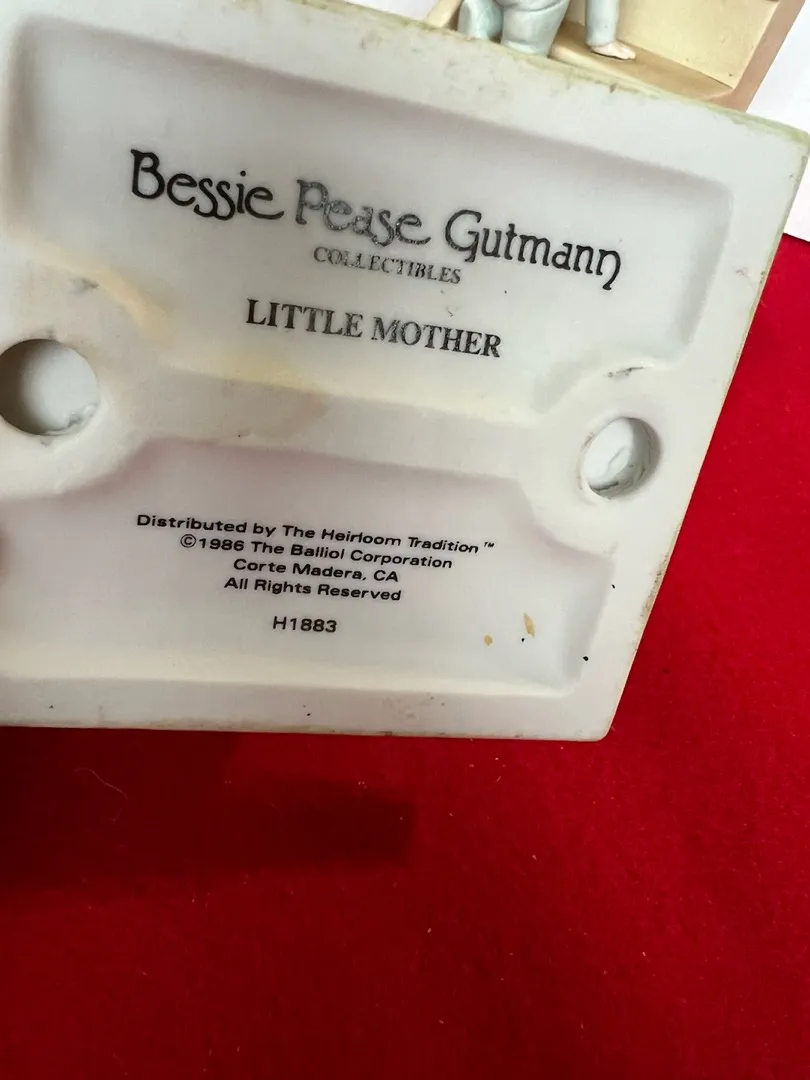 Bessie Pease Gutmann
COLLECTIBLES
LITTLE MOTHER
Distributed by The Heirloom Tradition™
©1986 The Balliol Corporation
Corte Madera, CA
All Rights Reserved
H1883